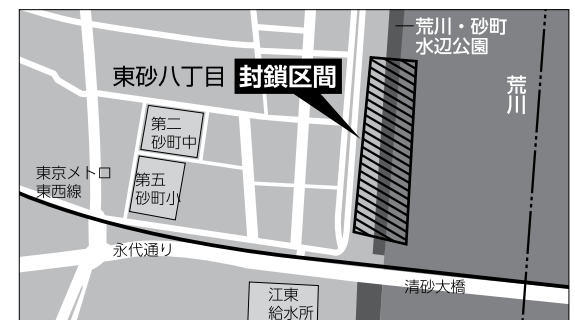 荒川・砂町
水辺公園
東砂八丁目 封鎖区間
荒川
第二
砂町中
東京メトロ
東西線
第五
砂町小
永代通り
清砂大橋
江東
給水所